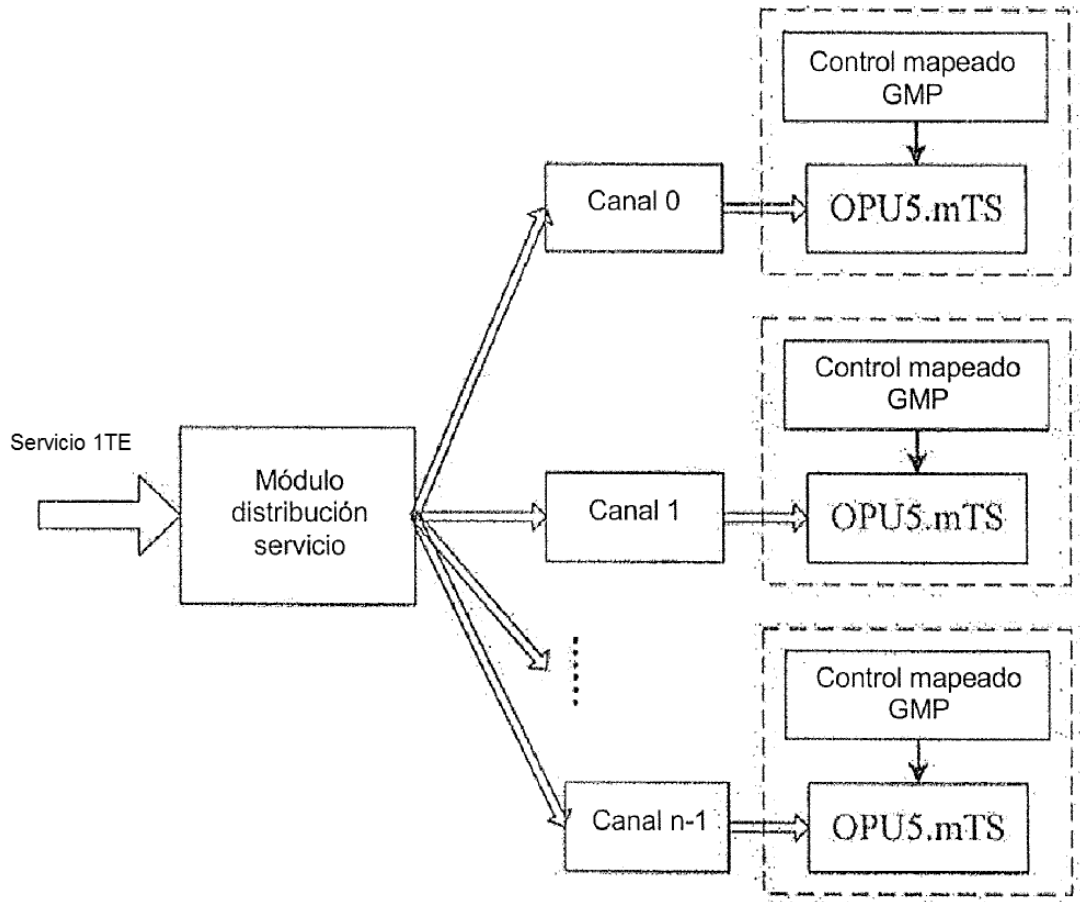 Control mapeado
GMP
Canal 0
OPU5.mTS
Control mapeado
GMP
Servicio 1TE
Módulo
distribución
servicio
Canal 1
OPU5.mTS
Control mapeado
GMP
Canal n-1
OPU5.mTS